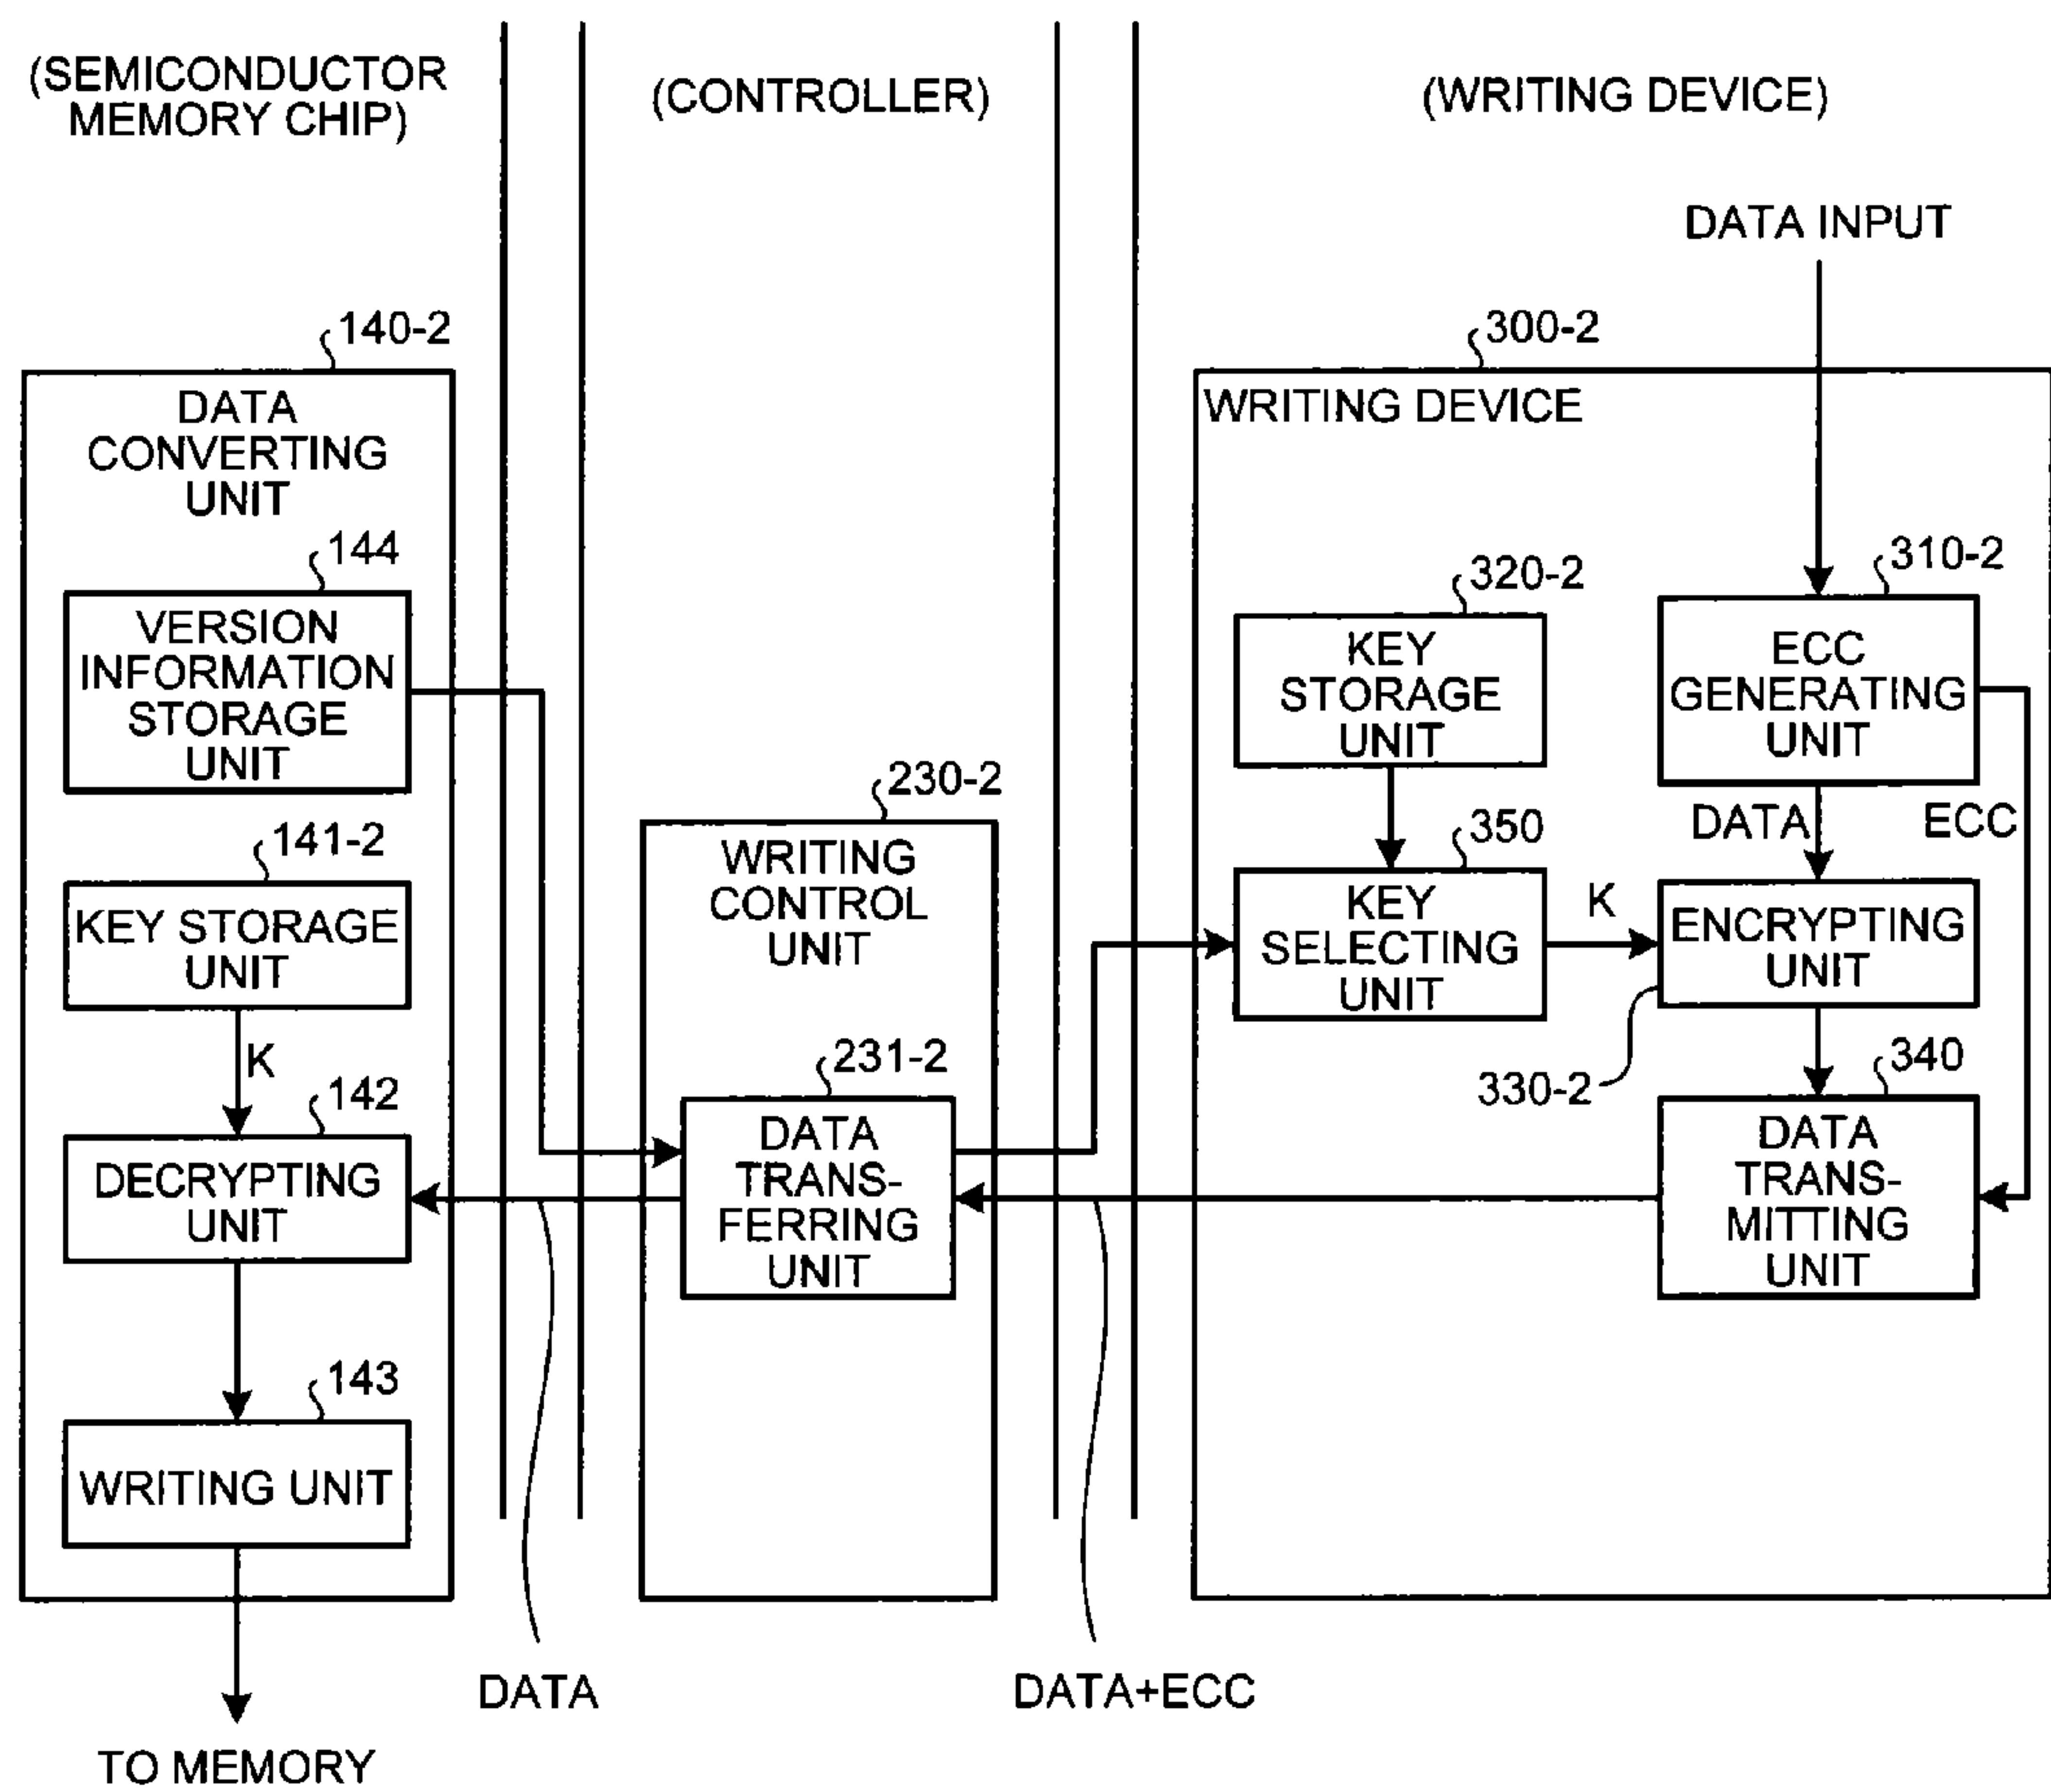 (SEMICONDUCTOR
MEMORY CHIP)
(CONTROLLER)
(WRITING DEVICE)
DATA INPUT
140-2
DATA
CONVERTING
UNIT
144
VERSION
INFORMATION
STORAGE
UNIT
141-2
KEY STORAGE
UNIT
K
142
DECRYPTING
UNIT
143
WRITING UNIT
TO MEMORY
230-2
WRITING
CONTROL
UNIT
231-2
DATA
TRANS-
FERRING
UNIT
DATA
DATA+ECC
300-2
WRITING DEVICE
320-2
KEY
STORAGE
UNIT
310-2
ECC
GENERATING
UNIT
DATA
ECC
350
KEY
SELECTING
UNIT
K
ENCRYPTING
UNIT
330-2
340
DATA
TRANS-
MITTING
UNIT